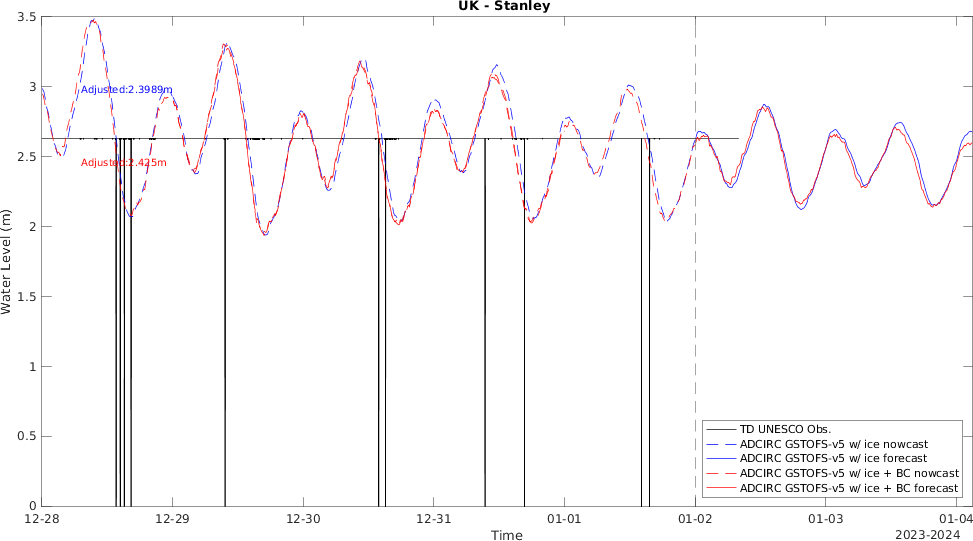 UK - Stanley
3.5
3
2.5
2
1.5
1
0.5
0
Water Level (m)
Adjusted:2.3989m
Adjusted:2.425m
TD UNESCO Obs.
ADCIRC GSTOFS-v5 w/ ice nowcast
ADCIRC GSTOFS-v5 w/ ice forecast
ADCIRC GSTOFS-v5 w/ ice + BC nowcast
ADCIRC GSTOFS-v5 w/ ice + BC forecast
12-28 12-29 12-30 12-31 01-01 01-02 01-03 01-04
Time
2023-2024